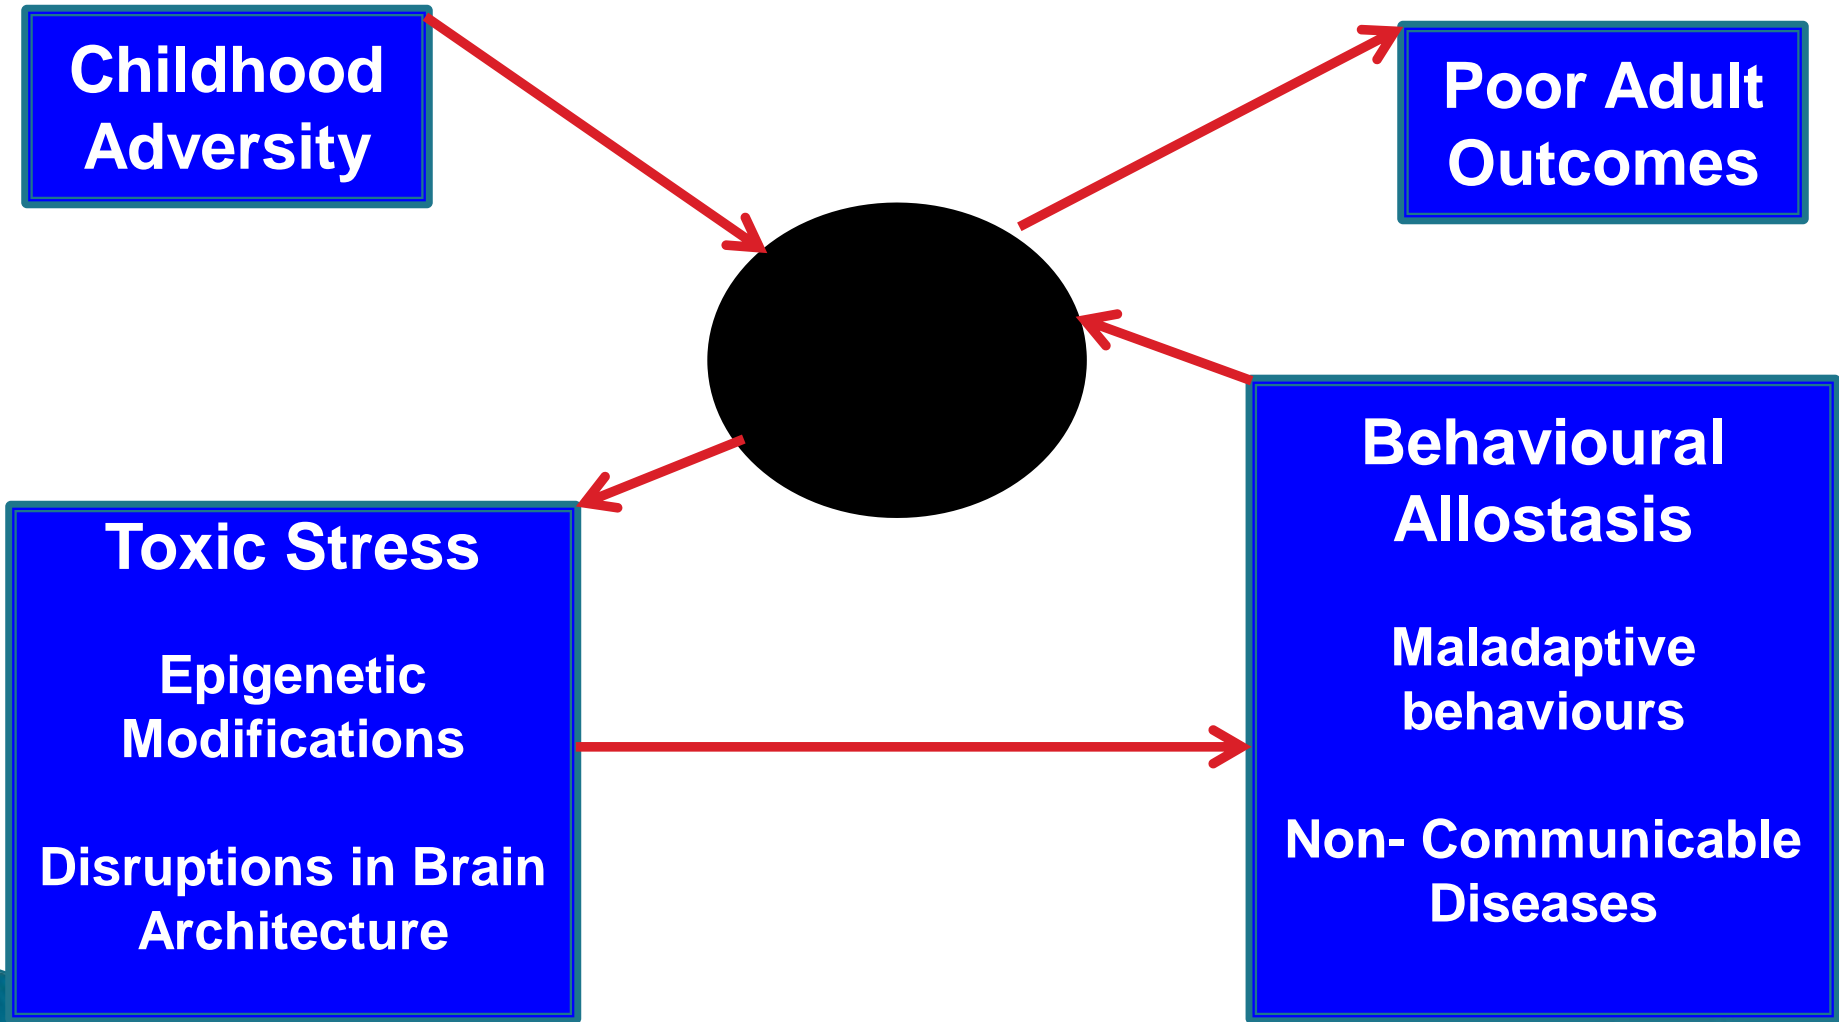 Childhood
Adversity
Poor Adult
Outcomes
Toxic Stress
Epigenetic
Modifications
Disruptions in Brain
Architecture
Behavioural
Allostasis
Maladaptive
behaviours
Non- Communicable
Diseases